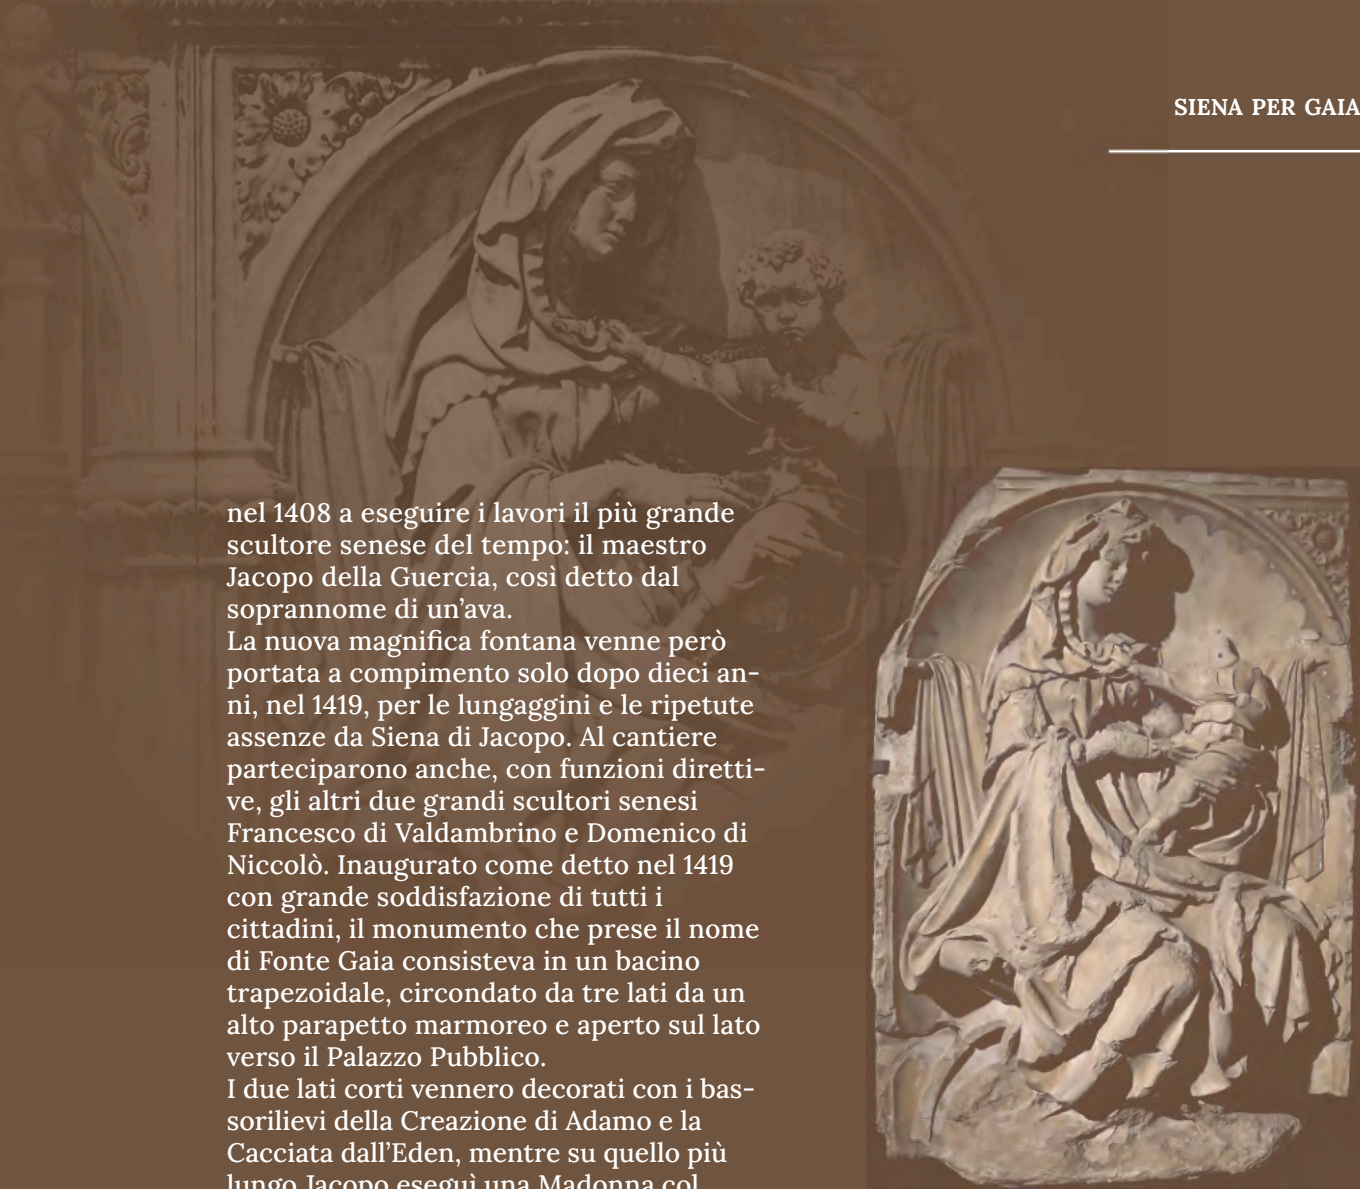 SIENA PER GAIA
nel 1408 a eseguire i lavori il più grande
scultore senese del tempo: il maestro
Jacopo della Guercia, così detto dal
soprannome di un’ava.
La nuova magnifica fontana venne però
portata a compimento solo dopo dieci an-
ni, nel 1419, per le lungaggini e le ripetute
assenze da Siena di Jacopo. Al cantiere
parteciparono anche, con funzioni diretti-
ve, gli altri due grandi scultori senesi
Francesco di Valdambrino e Domenico di
Niccolò. Inaugurato come detto nel 1419
con grande soddisfazione di tutti i
cittadini, il monumento che prese il nome
di Fonte Gaia consisteva in un bacino
trapezoidale, circondato da tre lati da un
alto parapetto marmoreo e aperto sul lato
verso il Palazzo Pubblico.
I due lati corti vennero decorati con i bas-
sorilievi della Creazione di Adamo e la
Cacciata dall’Eden, mentre su quello più
lungo Jacopo eseguì una Madonna col